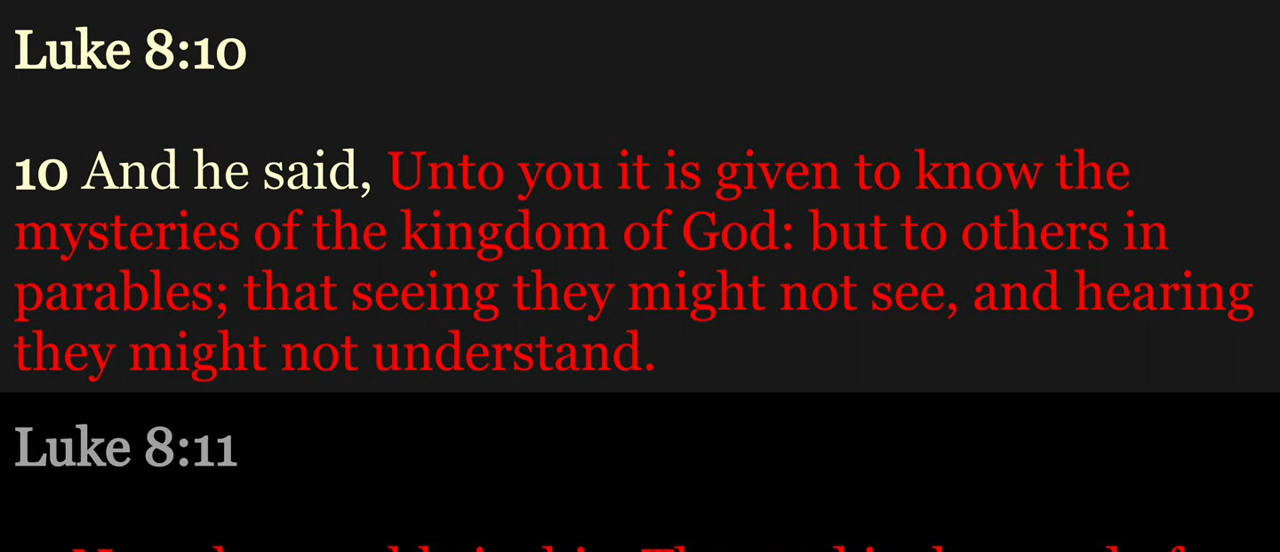 Luke 8:10
10 And he said, Unto you it is given to know the
mysteries of the kingdom of God: but to others in
parables; that seeing they might not see, and hearing
they might not understand.
Luke 8:11